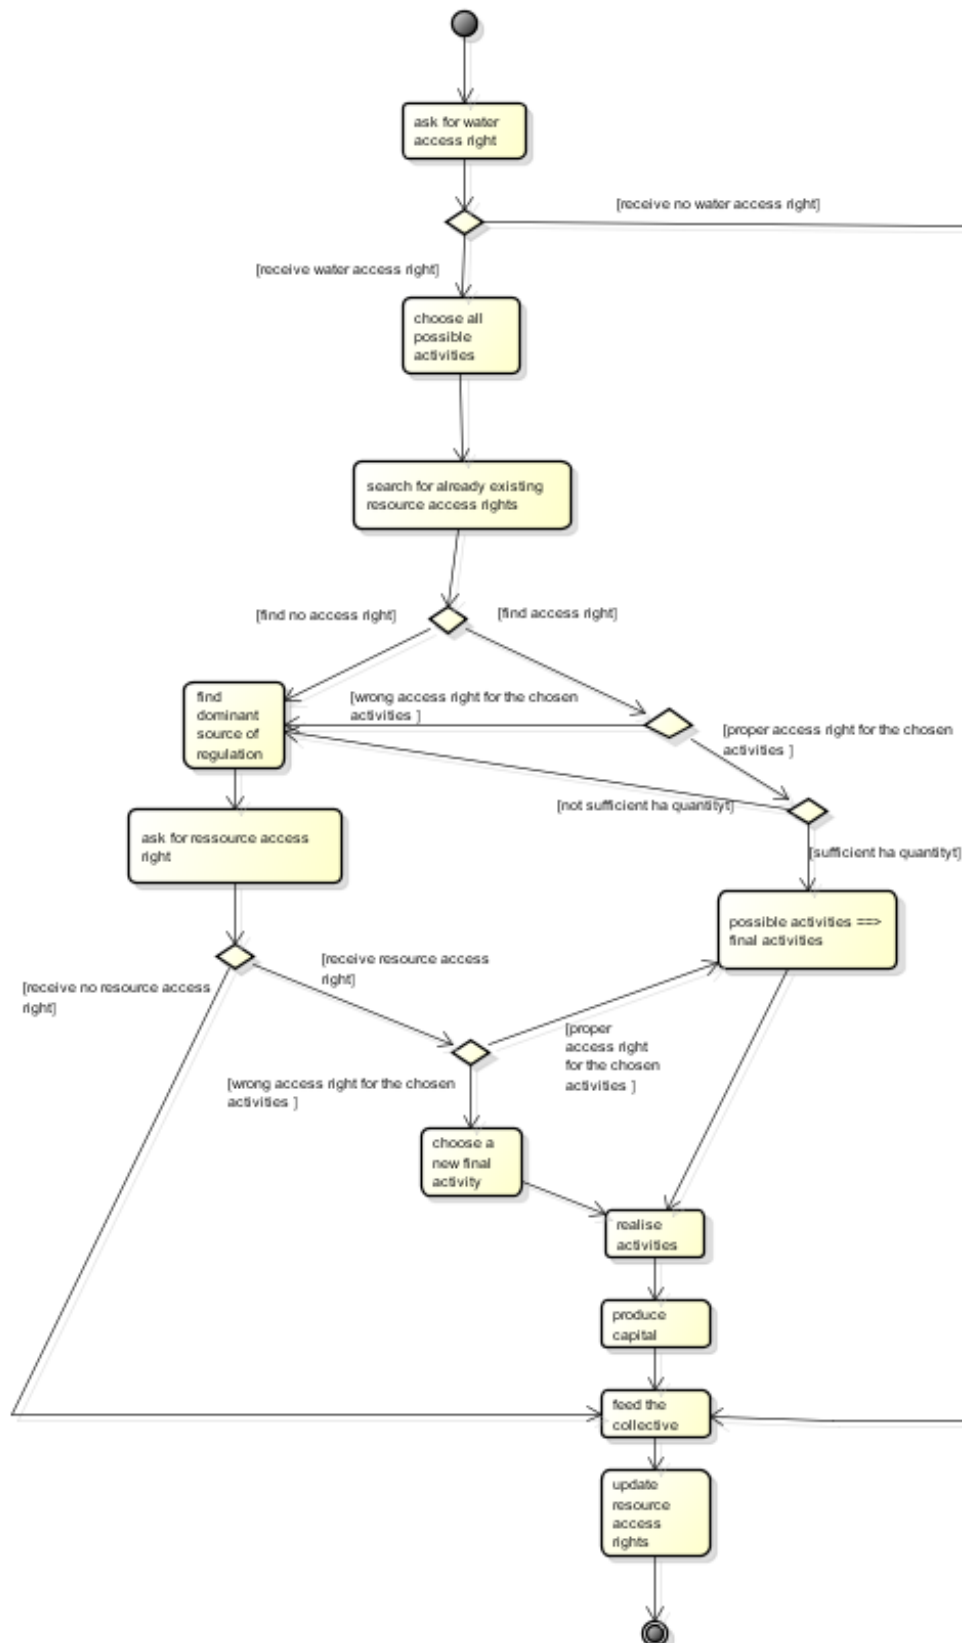 ask for water
access right
[receive no water access right]
[receive water access right]
choose all
possible
activities
search for already existing
resource access rights
[find no access right]
[find access right]
find
dominant
source of
regulation
[wrong access right for the chosen
activities ]
[proper access right for the chosen
activities ]
[not sufficient ha quantityt]
[sufficient ha quantityt]
ask for ressource access
right
possible activities ==>
final activities
[receive no resource access
right]
[receive resource access
right]
[proper
access right
for the chosen
activities ]
[wrong access right for the chosen
activities ]
choose a
new final
activity
realise
activities
produce
capital
feed the
collective
update
resource
access
rights